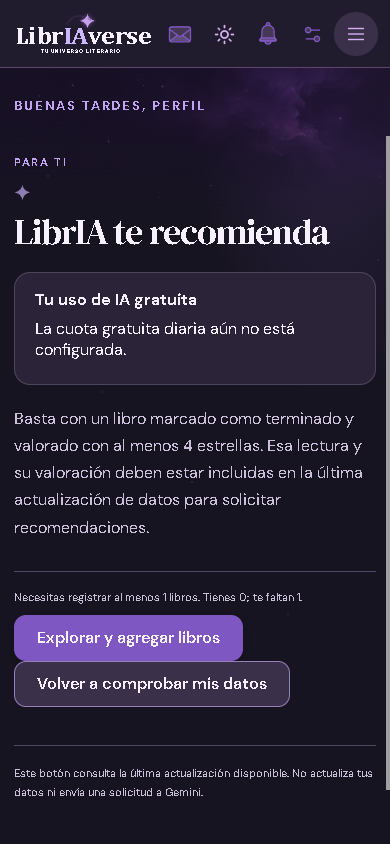 LibrIAverse
TU UNIVERSO LITERARIO
BUENAS TARDES, PERFIL
PARA TI
LibrIA te recomienda
Tu uso de IA gratuita
La cuota gratuita diaria aún no está
configurada.
Basta con un libro marcado como terminado y
valorado con al menos 4 estrellas. Esa lectura y
su valoración deben estar incluidas en la última
actualización de datos para solicitar
recomendaciones.
Necesitas registrar al menos 1 libros. Tienes 0; te faltan 1.
Explorar y agregar libros
Volver a comprobar mis datos
Este botón consulta la última actualización disponible. No actualiza tus
datos ni envía una solicitud a Gemini.